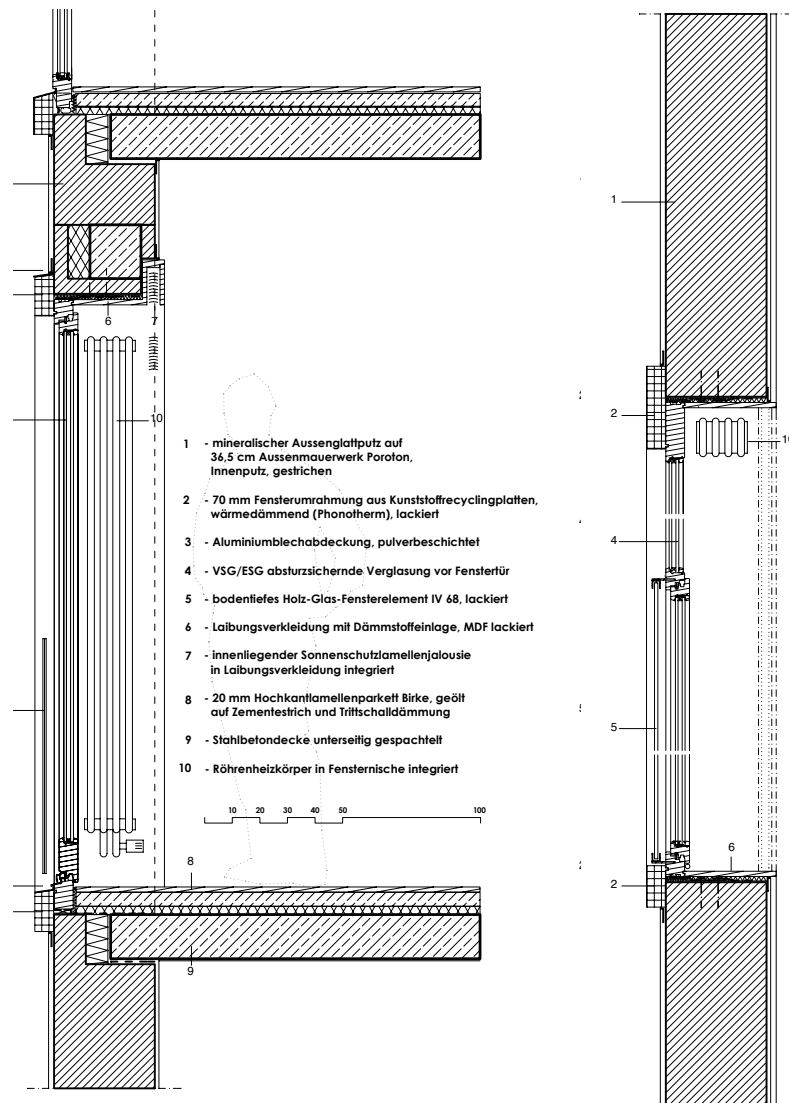 1
6
7
2
10
10
1 - mineralischer Aussenglattputz auf
36,5 cm Aussenmauerwerk Poroton,
Innenputz, gestrichen
2 - 70 mm Fensterumrahmung aus Kunststoffrecyclingplatten,
wärmedämmend (Phonotherm), lackiert
3 - Aluminiumblechabdeckung, pulverbeschichtet
4 - VSG/ESG absturzsichernde Verglasung vor Fenstertür
5 - bodentiefes Holz-Glas-Fensterelement IV 68, lackiert
6 - Laibungsverkleidung mit Dämmstoffeinlage, MDF lackiert
7 - innenliegender Sonnenschutzlamellenjalousie
in Laibungsverkleidung integriert
8 - 20 mm Hochkantlamellenparkett Birke, geölt
auf Zementestrich und Trittschalldämmung
9 - Stahlbetondecke unterseitig gespachtelt
10 - Röhrenheizkörper in Fensternische integriert
10 20 30 40 50 100
4
5
8
6
2
9